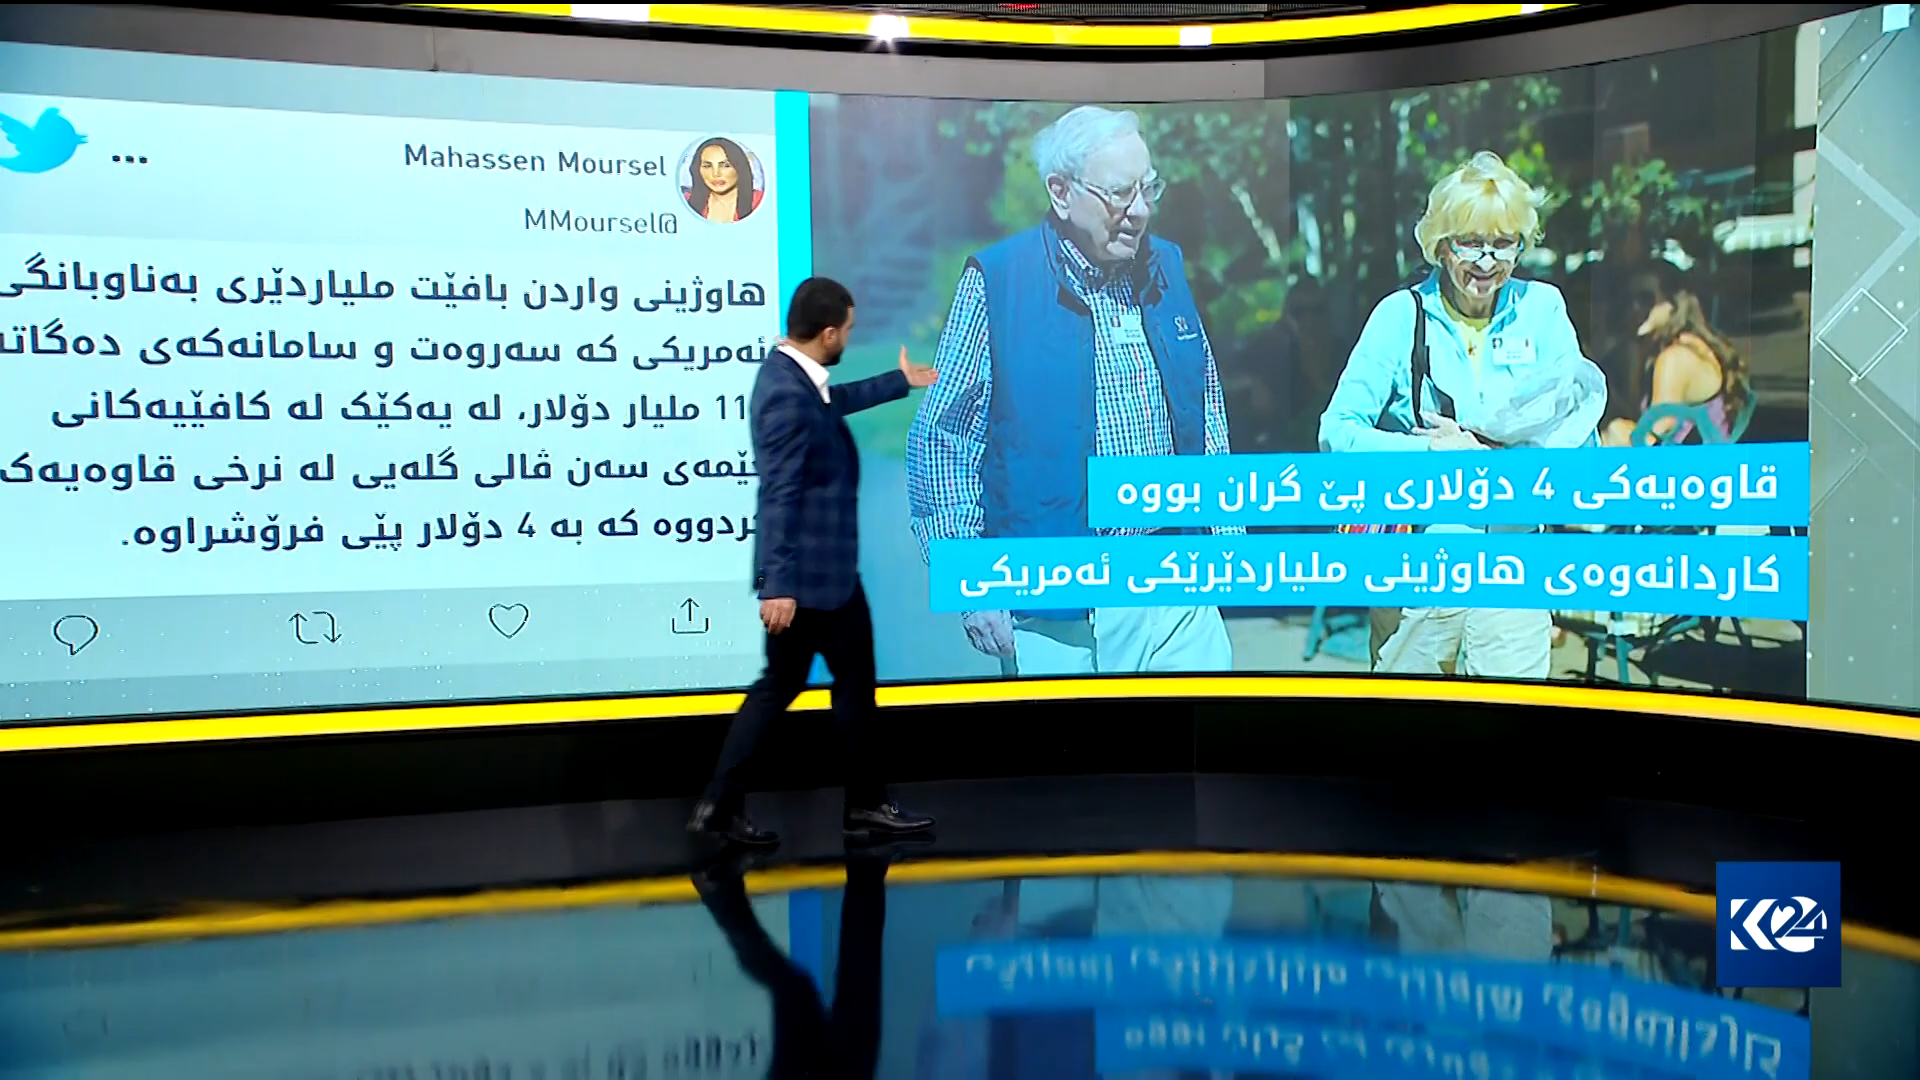 Mahassen Moursel
MMoursel@
هاوژینی واردن بافێت ملیاردێری بەناوبانگی
ئەمریکی کە سەروەت و سامانەکەی دەگاتە
ملیار دۆلار، لە یەکێک لە کافێیەکانی
سەن ڤالی گلەیی لە نرخی قاوەیەک
کە بە 4 دۆلار پێی فرۆشراوە.
قاوەیەکی 4 دۆلاری پێ گران بووە
کاردانەوەی هاوژینی ملیاردێرێکی ئەمریکی
K24